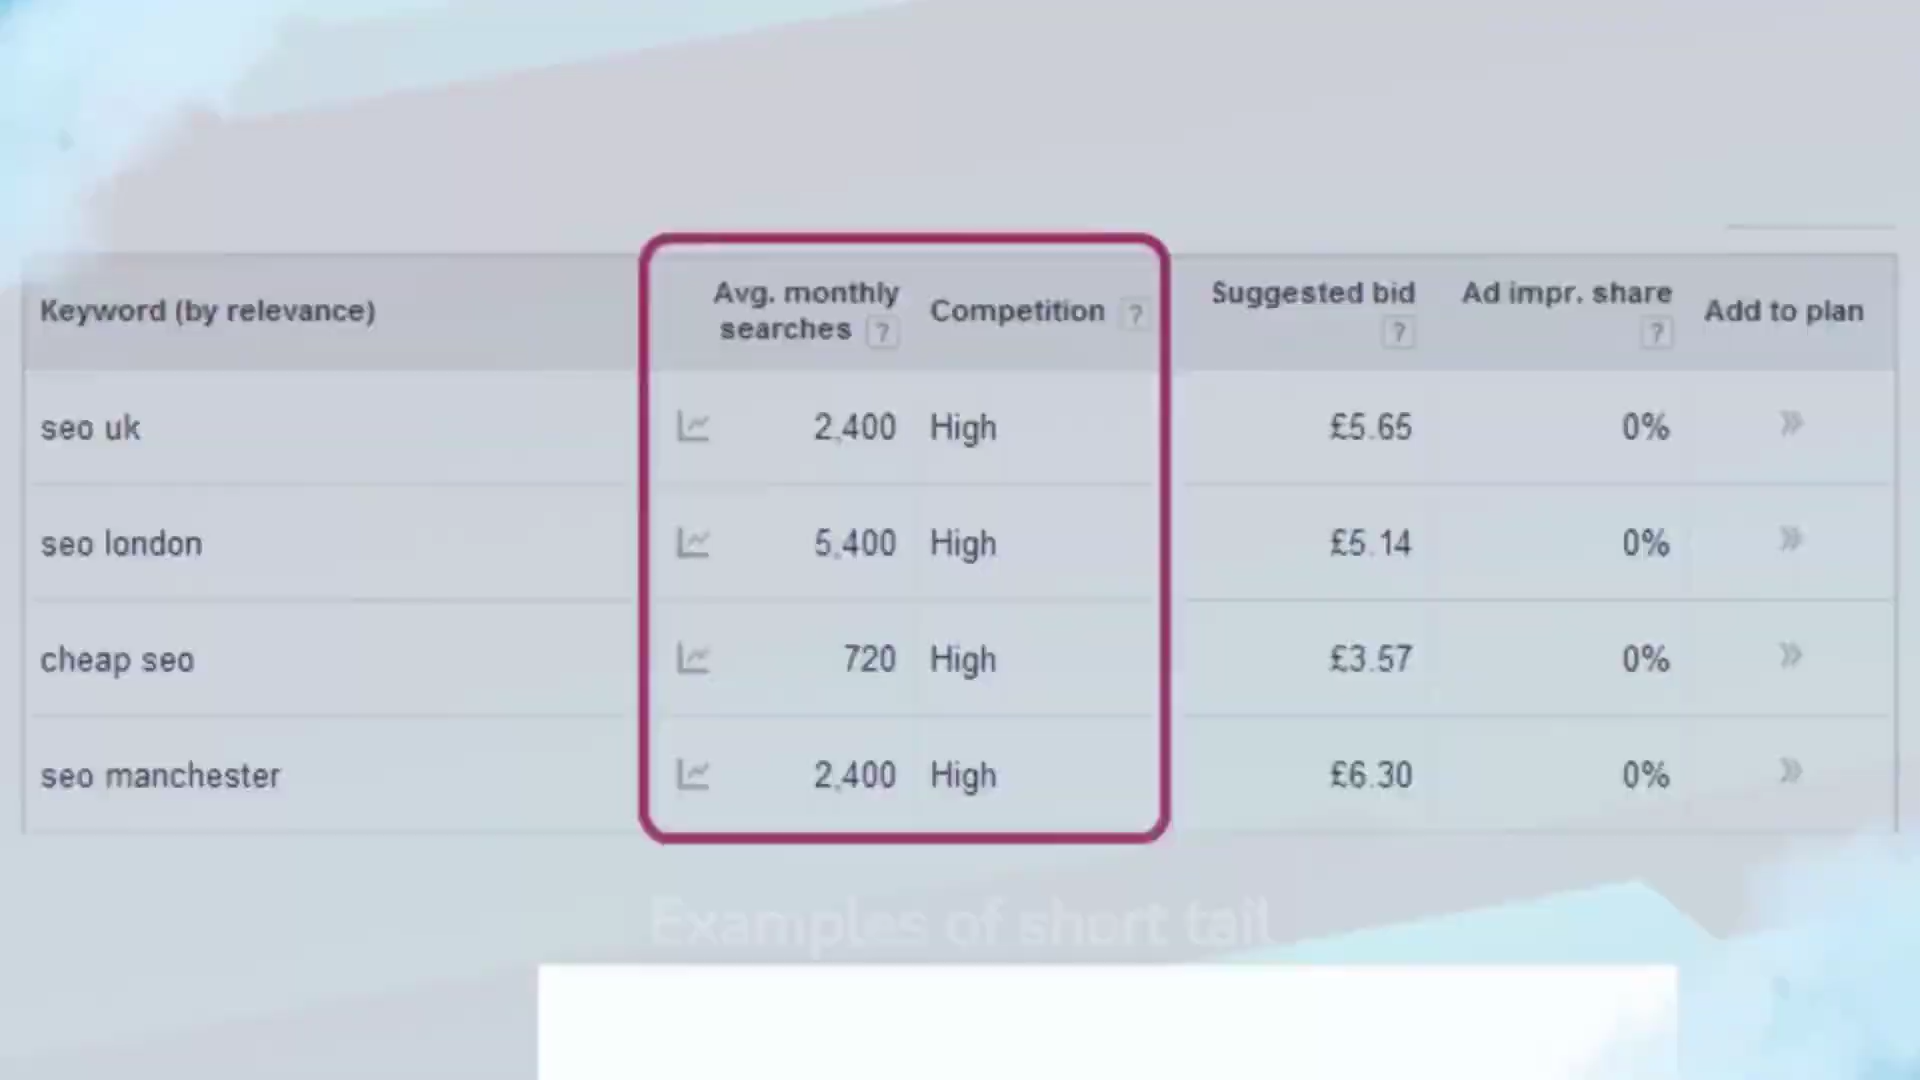 Keyword (by relevance) Avg. monthly searches ? Competition ? Suggested bid ? Ad impr. share ? Add to plan
seo uk 2,400 High £5.65 0% »
seo london 5,400 High £5.14 0% »
cheap seo 720 High £3.57 0% »
seo manchester 2,400 High £6.30 0% »
Examples of short tail